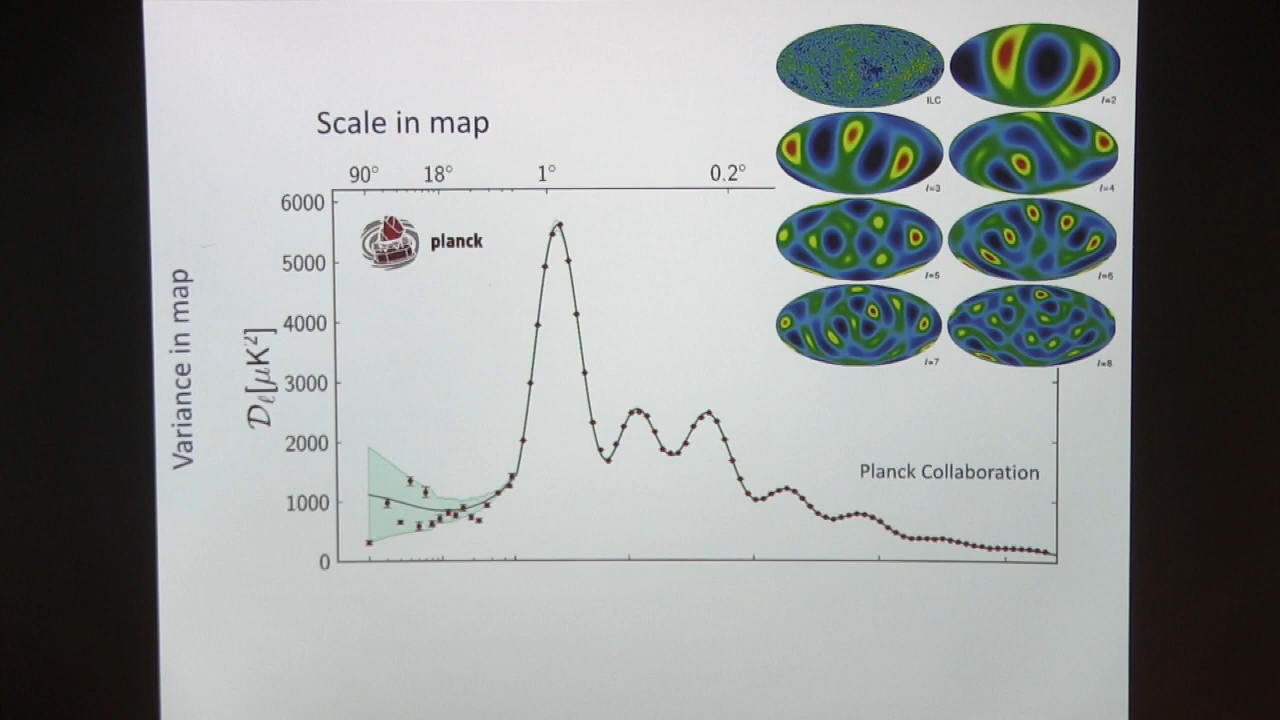 Scale in map
90° 18° 1° 0.2°
6000
5000
4000
3000
2000
1000
0
Variance in map
𝒟ℓ[μK²]
planck
ILC
l=2
l=3
l=4
l=5
l=6
l=7
l=8
Planck Collaboration